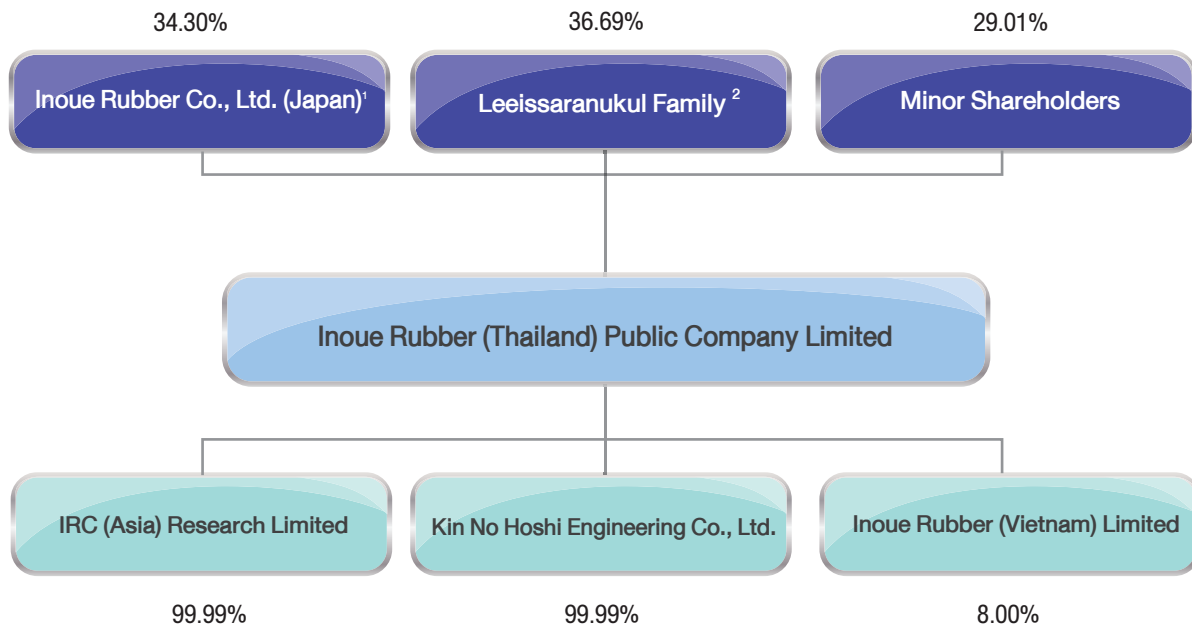 34.30%
36.69%
29.01%
Inoue Rubber Co., Ltd. (Japan)¹
Leeissaranukul Family ²
Minor Shareholders
Inoue Rubber (Thailand) Public Company Limited
IRC (Asia) Research Limited
Kin No Hoshi Engineering Co., Ltd.
Inoue Rubber (Vietnam) Limited
99.99%
99.99%
8.00%